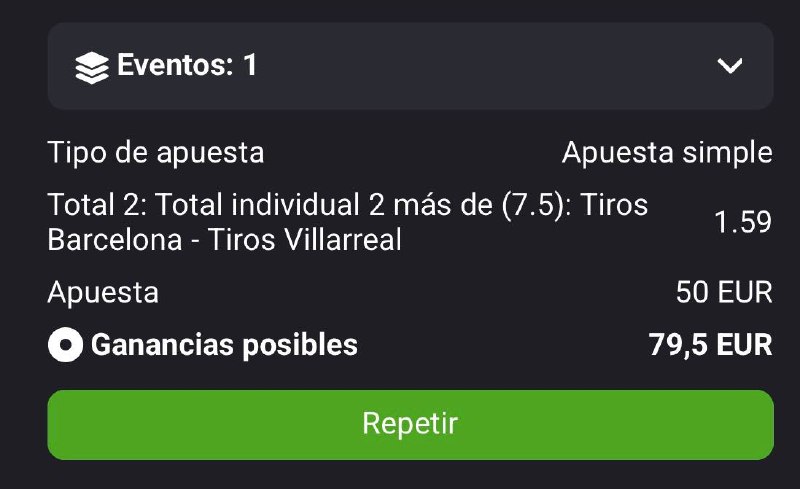 Eventos: 1
Tipo de apuesta Apuesta simple
Total 2: Total individual 2 más de (7.5): Tiros
Barcelona - Tiros Villarreal 1.59
Apuesta 50 EUR
Ganancias posibles 79,5 EUR
Repetir